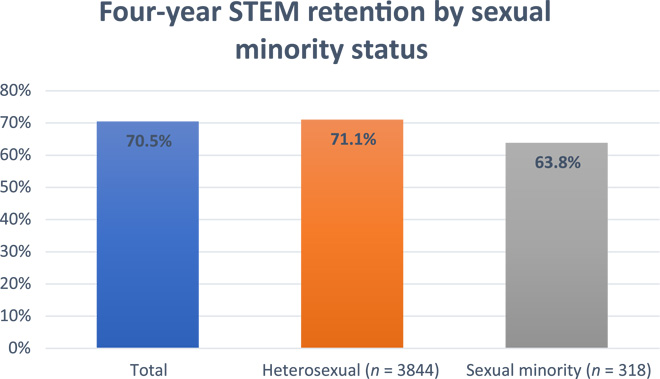 Four-year STEM retention by sexual
minority status
80%
70%
60%
50%
40%
30%
20%
10%
0%
70.5%
71.1%
63.8%
Total
Heterosexual (n = 3844)
Sexual minority (n = 318)